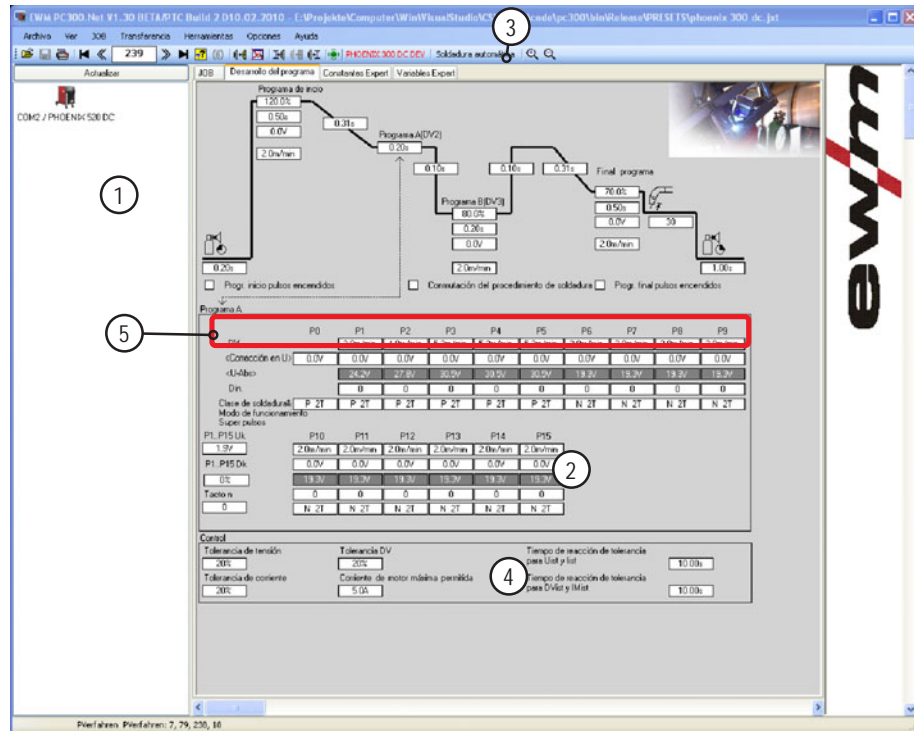 EWM PC300.Net V1.30 BETA/PTC Build 2 D10.02.2010 - E:\Projekte\Computer\Win\VisualStudio\CS
code\pc300\bin\Release\PRESETS\phoenix 300 dc.jxt
Archivo Ver JOB Transferencia Herramientas Opciones Ayuda
239 PHOENIX 300 DC DEV Soldadura automática
3
Actualizar
JOB Desarrollo del programa Constantes Expert Variables Expert
COM2 / PHOENIX 520 DC
1
ewm
Programa de inicio
120.0%
0.50s
0.0V
2.0m/min
0.31s
Programa A(DV2)
0.20s
0.10s
Programa B(DV3)
80.0%
0.20s
0.0V
2.0m/min
0.10s
0.31s
Final programa
70.0%
0.50s
0.0V
2.0m/min
30
0.20s
1.00s
Progr. inicio pulsos encendidos Conmutación del procedimiento de soldadura Progr. final pulsos encendidos
Programa A
5
P0 P1 P2 P3 P4 P5 P6 P7 P8 P9
<Corrección en U> 0.0V 0.0V 0.0V 0.0V 0.0V 0.0V 0.0V 0.0V 0.0V 0.0V
<U-Abs> 24.2V 27.8V 30.5V 30.5V 30.5V 19.3V 19.3V 19.3V 19.3V
Din. 0 0 0 0 0 0 0 0 0
Clase de soldadura& P 2T P 2T P 2T P 2T P 2T P 2T N 2T N 2T N 2T N 2T
Modo de funcionamiento
Super pulsos
P1..P15 Uk P10 P11 P12 P13 P14 P15
1.9V 2.0m/min 2.0m/min 2.0m/min 2.0m/min 2.0m/min 2.0m/min
P1..P15 Dk 0.0V 0.0V 0.0V 0.0V 0.0V 0.0V
2
0% 19.3V 19.3V 19.3V 19.3V 19.3V 19.3V
Tacto n 0 0 0 0 0 0
0 N 2T N 2T N 2T N 2T N 2T N 2T
Control
Tolerancia de tensión Tolerancia DV Tiempo de reacción de tolerancia
20% 20% para Uist y Iist 10.00s
4
Tolerancia de corriente Corriente de motor máxima permitida Tiempo de reacción de tolerancia
20% 5.0A para DVist y IMist 10.00s
PVerfahren PVerfahren: 7, 79, 238, 18